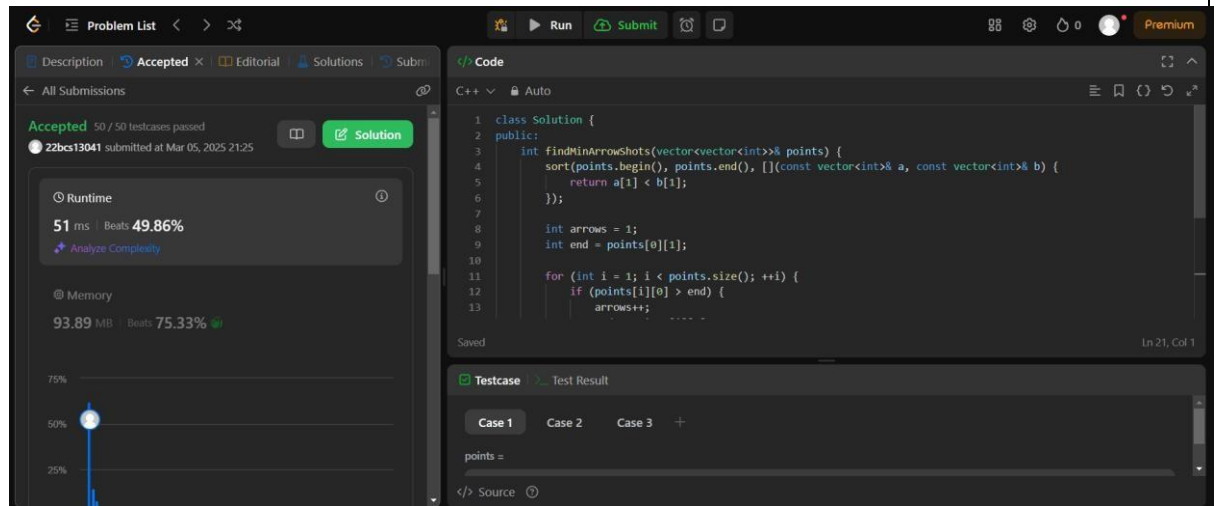 Problem List
Run
Submit
0
Premium
Description
Accepted
Editorial
Solutions
Submi
All Submissions
Accepted 50 / 50 testcases passed
22bcs13041 submitted at Mar 05, 2025 21:25
Solution
Runtime
51 ms | Beats 49.86%
Analyze Complexity
Memory
93.89 MB | Beats 75.33%
75%
50%
25%
</> Code
C++ Auto
1 class Solution {
2 public:
3 int findMinArrowShots(vector<vector<int>>& points) {
4 sort(points.begin(), points.end(), [](const vector<int>& a, const vector<int>& b) {
5 return a[1] < b[1];
6 });
7
8 int arrows = 1;
9 int end = points[0][1];
10
11 for (int i = 1; i < points.size(); ++i) {
12 if (points[i][0] > end) {
13 arrows++;
Saved
Ln 21, Col 1
Testcase
Test Result
Case 1 Case 2 Case 3 +
points =
</> Source